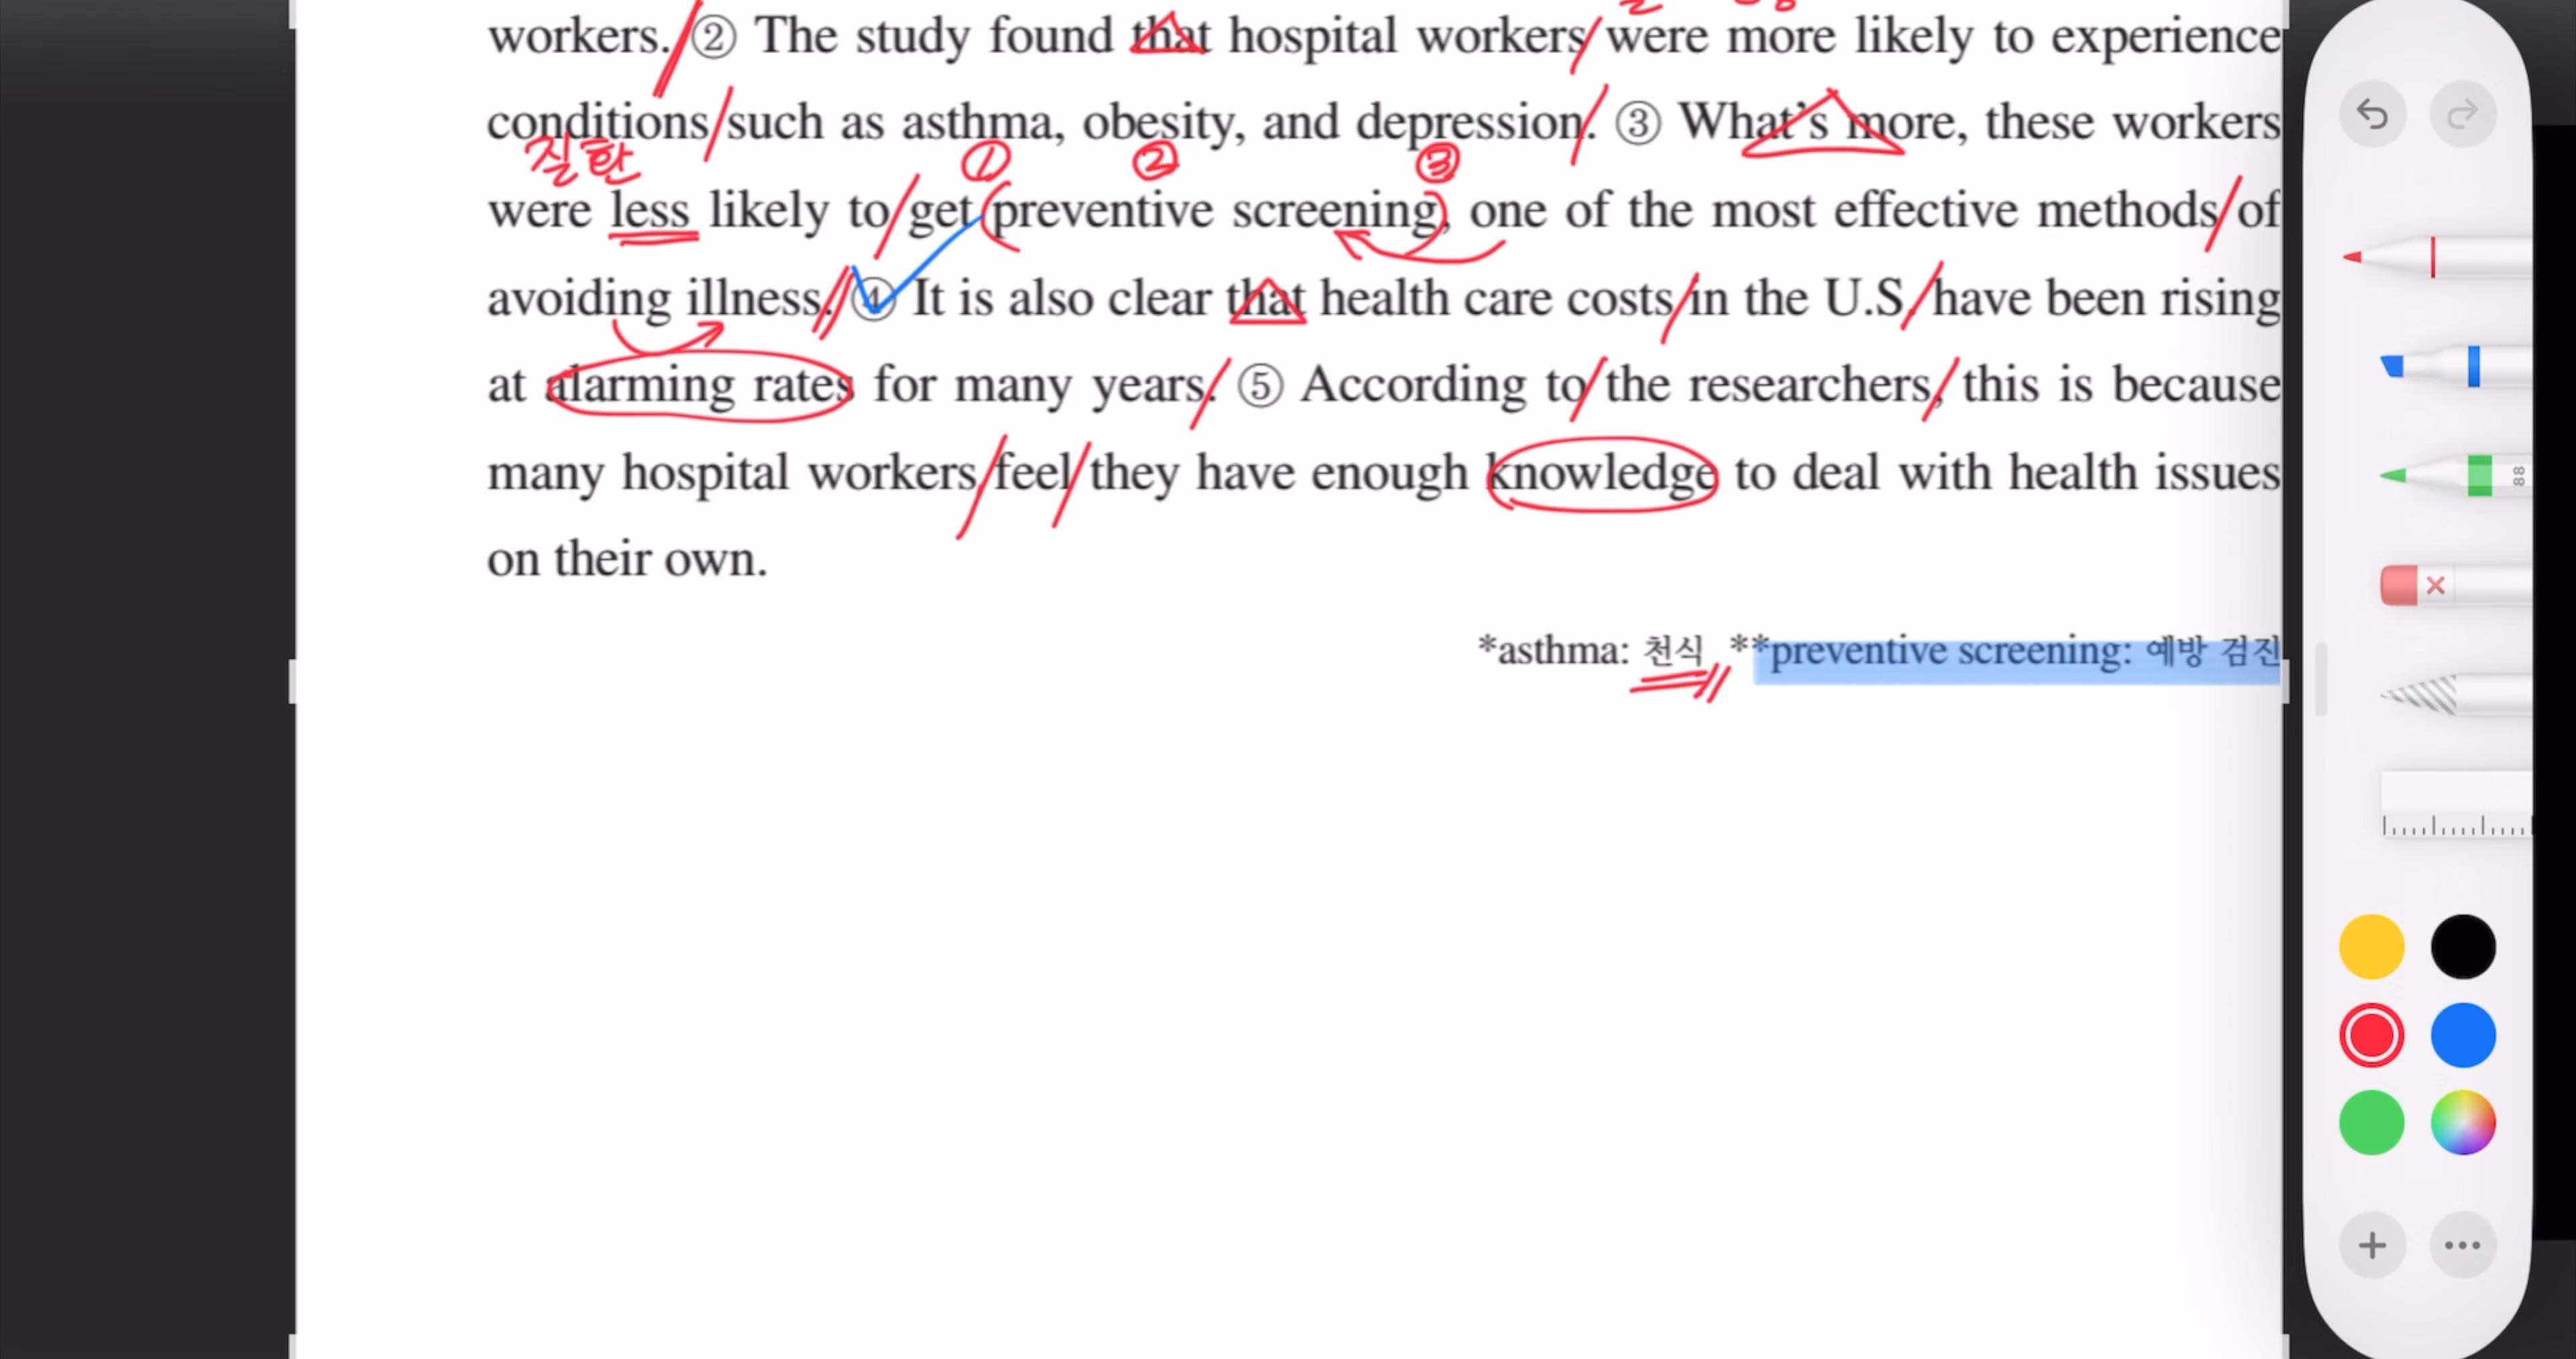 workers. ② The study found that hospital workers were more likely to experience
conditions such as asthma, obesity, and depression. ③ What's more, these workers
질환 ① ② ③
were less likely to get preventive screening, one of the most effective methods of
avoiding illness. ④ It is also clear that health care costs in the U.S. have been rising
at alarming rates for many years. ⑤ According to the researchers, this is because
many hospital workers feel they have enough knowledge to deal with health issues
on their own.
*asthma: 천식 **preventive screening: 예방 검진
88